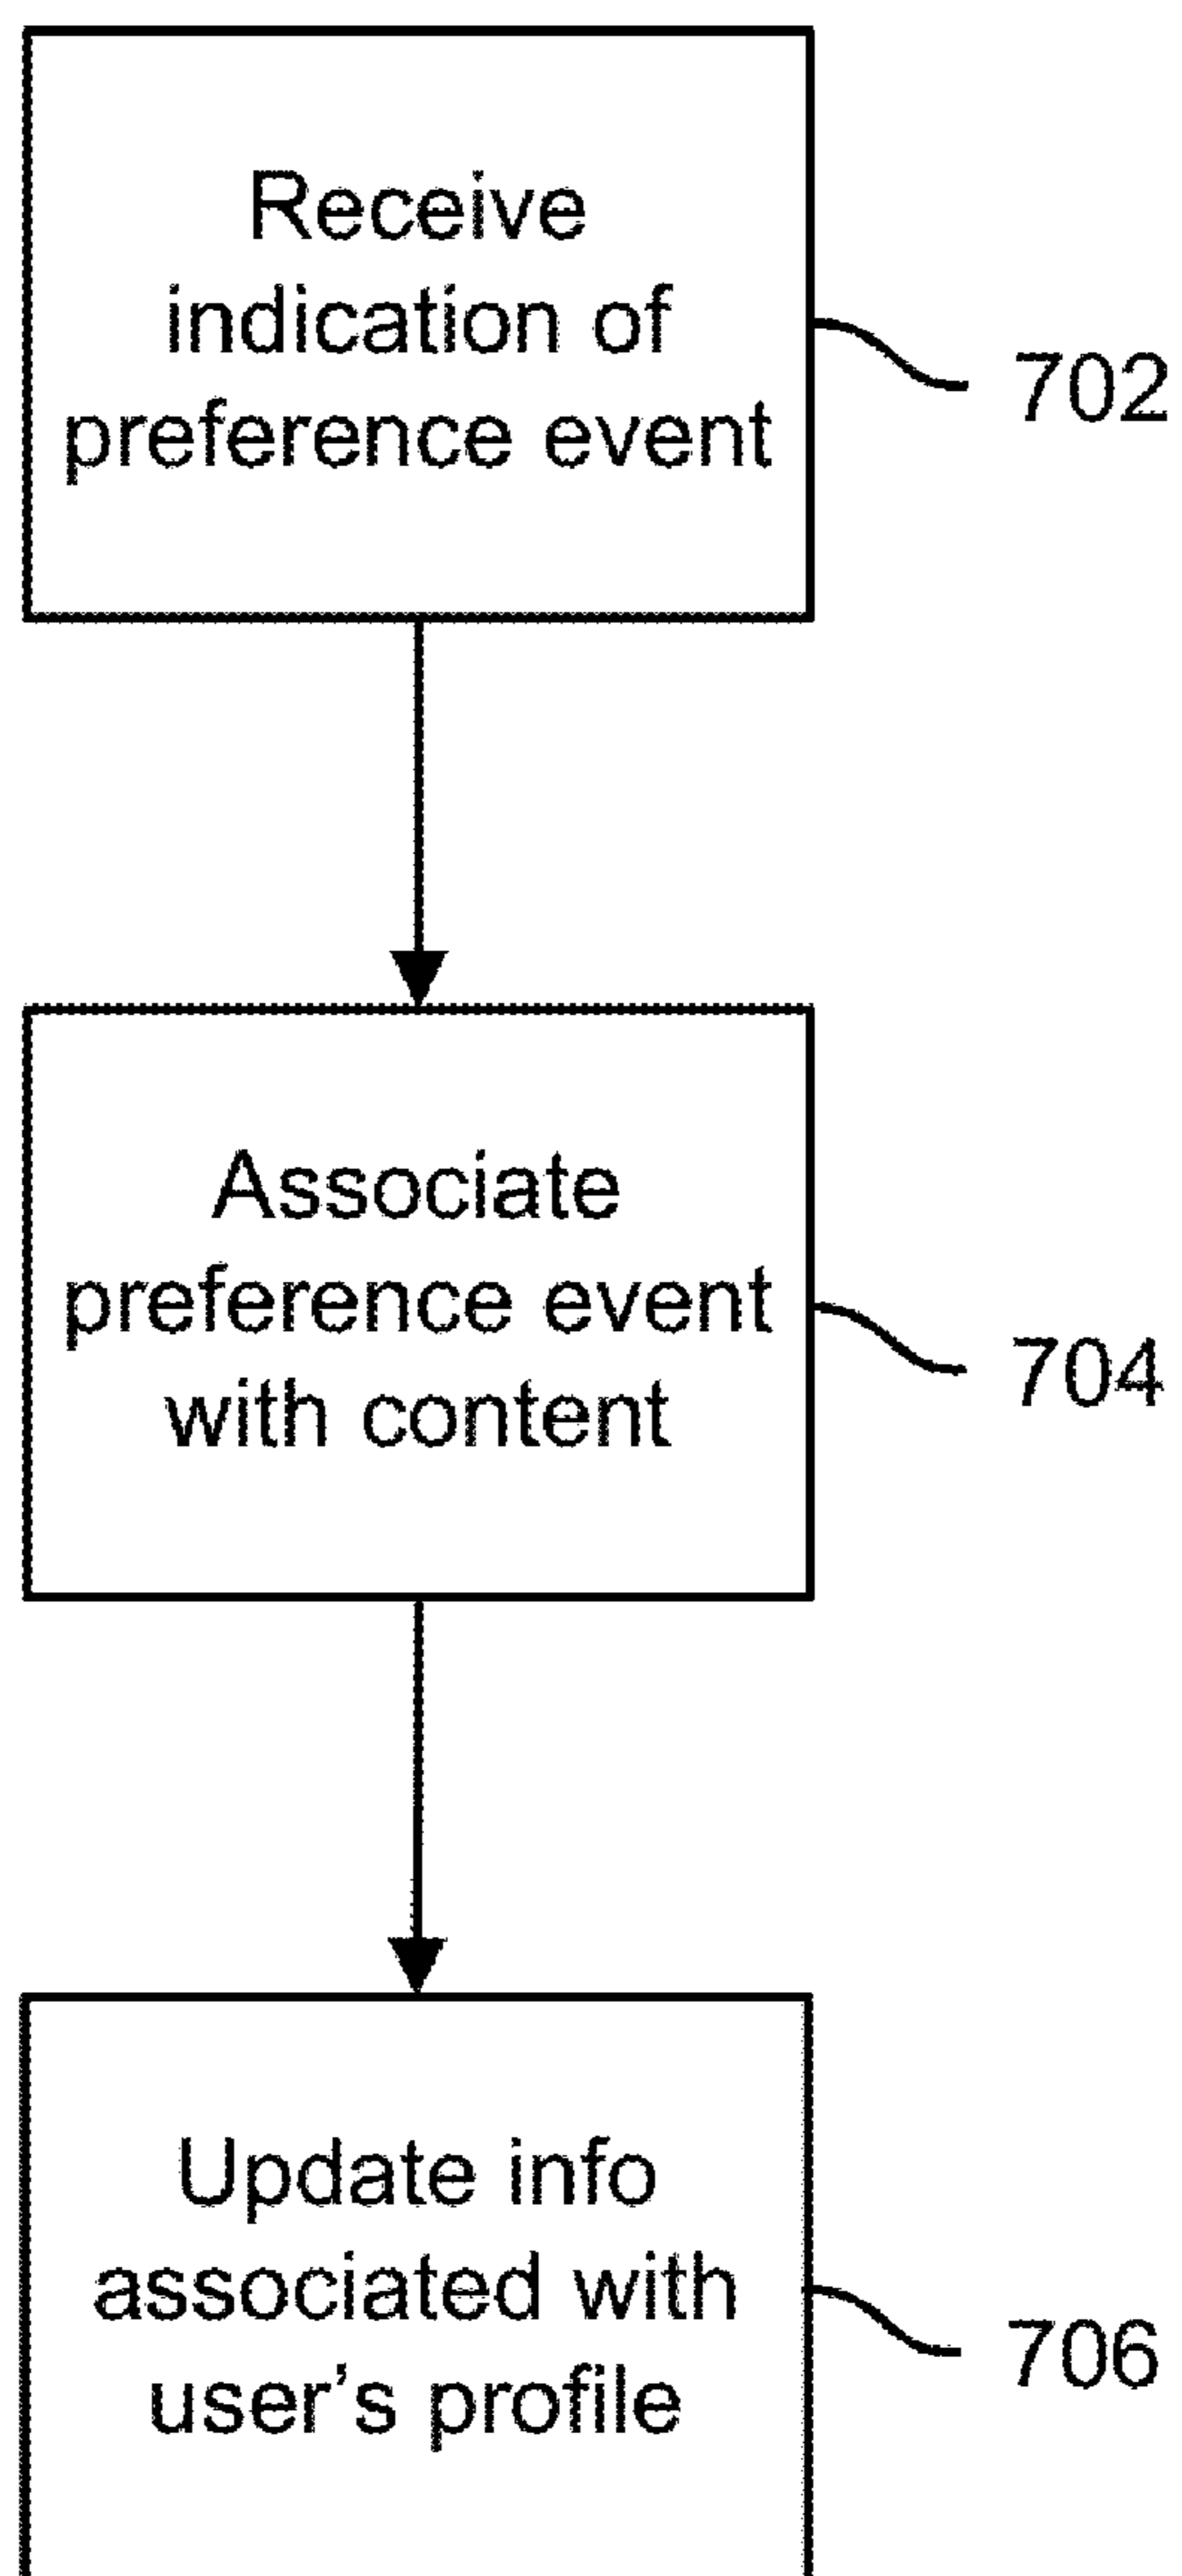 Receive
indication of
preference event
702
Associate
preference event
with content
704
Update info
associated with
user’s profile
706